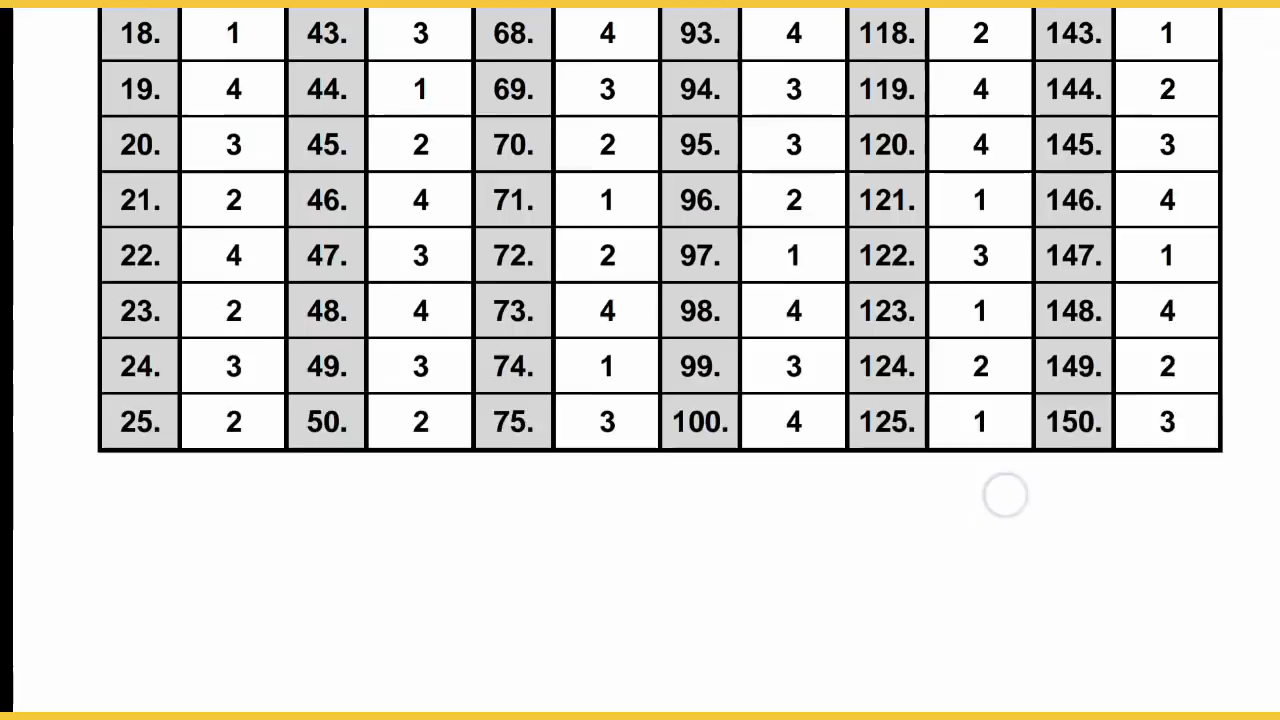 18. 1 43. 3 68. 4 93. 4 118. 2 143. 1
19. 4 44. 1 69. 3 94. 3 119. 4 144. 2
20. 3 45. 2 70. 2 95. 3 120. 4 145. 3
21. 2 46. 4 71. 1 96. 2 121. 1 146. 4
22. 4 47. 3 72. 2 97. 1 122. 3 147. 1
23. 2 48. 4 73. 4 98. 4 123. 1 148. 4
24. 3 49. 3 74. 1 99. 3 124. 2 149. 2
25. 2 50. 2 75. 3 100. 4 125. 1 150. 3